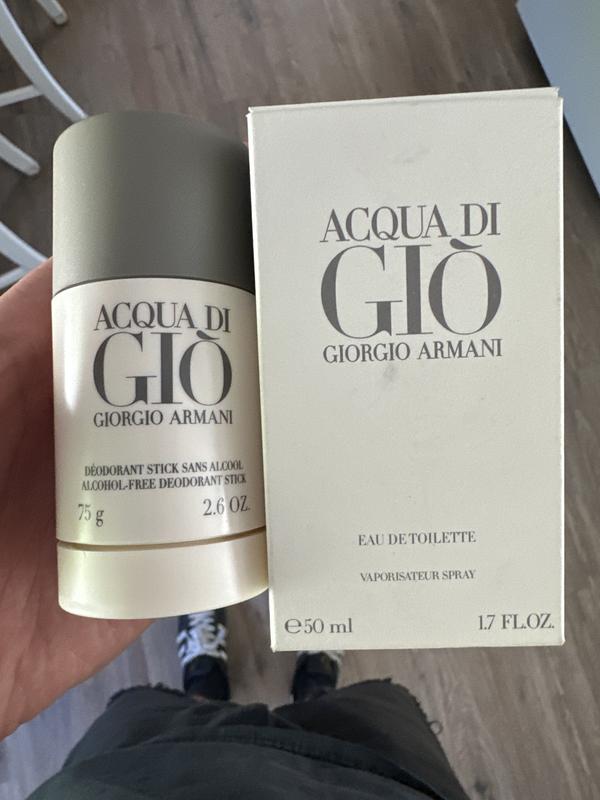 ACQUA DI
GIÒ
GIORGIO ARMANI
DÉODORANT STICK SANS ALCOOL
ALCOHOL-FREE DEODORANT STICK
75 g 2.6 OZ.
ACQUA DI
GIÒ
GIORGIO ARMANI
EAU DE TOILETTE
VAPORISATEUR SPRAY
℮50 ml 1.7 FL.OZ.